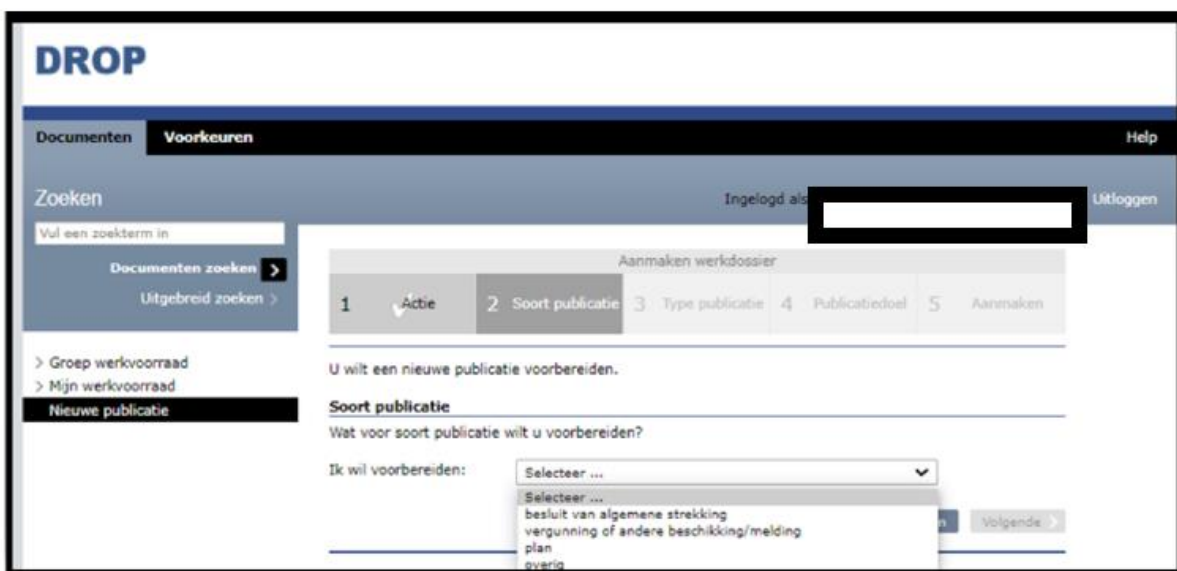 DROP
Documenten Voorkeuren Help
Zoeken
Ingelogd als Uitloggen
Vul een zoekterm in
Documenten zoeken >
Uitgebreid zoeken >
> Groep werkvoorraad
> Mijn werkvoorraad
Nieuwe publicatie
Aanmaken werkdossier
1 Actie 2 Soort publicatie 3 Type publicatie 4 Publicatiedoel 5 Aanmaken
U wilt een nieuwe publicatie voorbereiden.
Soort publicatie
Wat voor soort publicatie wilt u voorbereiden?
Ik wil voorbereiden: Selecteer ...
Selecteer ...
besluit van algemene strekking
vergunning of andere beschikking/melding
plan
overig
n Volgende >